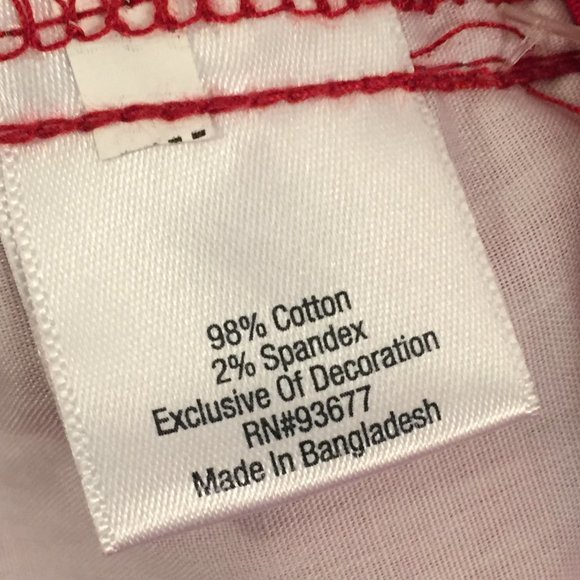 98% Cotton
2% Spandex
Exclusive Of Decoration
RN#93677
Made In Bangladesh